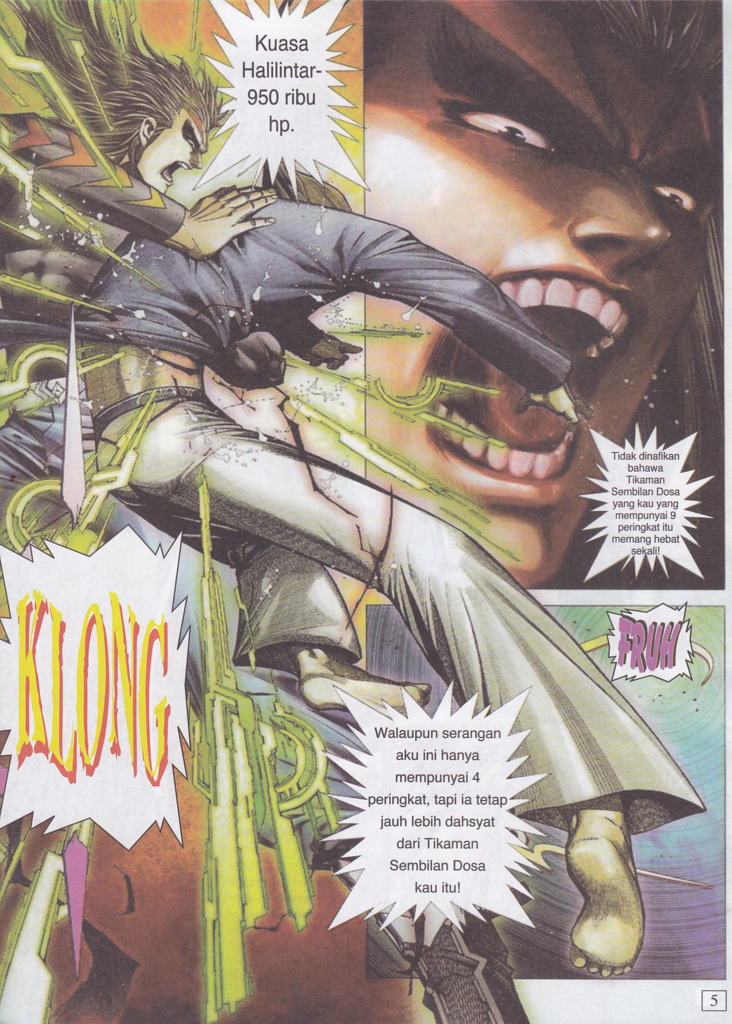 Kuasa
Halilintar-
950 ribu
hp.
Tidak dinafikan
bahawa
Tikaman
Sembilan Dosa
yang kau yang
mempunyai 9
peringkat itu
memang hebat
sekali!
KLONG
FRUH
Walaupun serangan
aku ini hanya
mempunyai 4
peringkat, tapi ia tetap
jauh lebih dahsyat
dari Tikaman
Sembilan Dosa
kau itu!
5